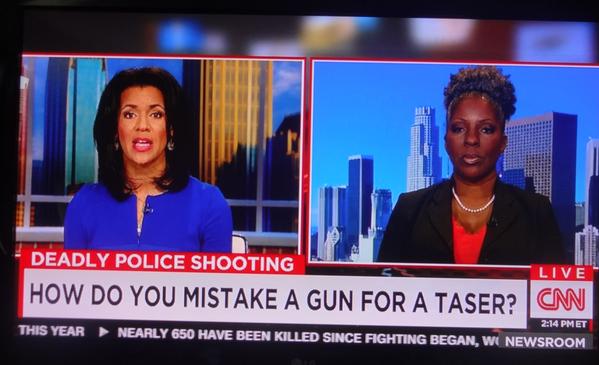 DEADLY POLICE SHOOTING
HOW DO YOU MISTAKE A GUN FOR A TASER?
LIVE
CNN
2:14 PM ET
THIS YEAR ▶ NEARLY 650 HAVE BEEN KILLED SINCE FIGHTING BEGAN,
NEWSROOM